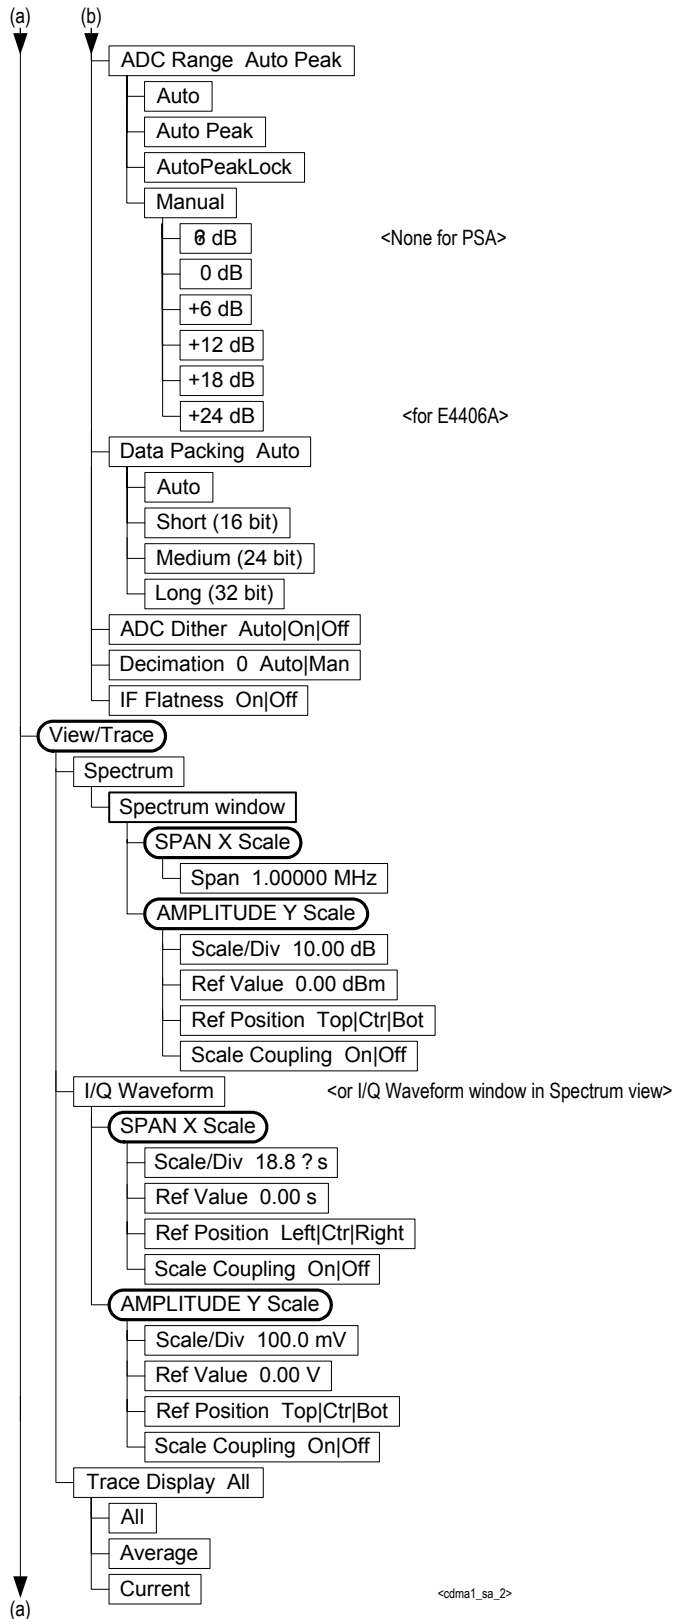 (a) (b)
ADC Range Auto Peak
Auto
Auto Peak
AutoPeakLock
Manual
dB <None for PSA>
0 dB
+6 dB
+12 dB
+18 dB
+24 dB <for E4406A>
Data Packing Auto
Auto
Short (16 bit)
Medium (24 bit)
Long (32 bit)
ADC Dither Auto|On|Off
Decimation 0 Auto|Man
IF Flatness On|Off
View/Trace
Spectrum
Spectrum window
SPAN X Scale
Span 1.00000 MHz
AMPLITUDE Y Scale
Scale/Div 10.00 dB
Ref Value 0.00 dBm
Ref Position Top|Ctr|Bot
Scale Coupling On|Off
I/Q Waveform <or I/Q Waveform window in Spectrum view>
SPAN X Scale
Scale/Div 18.8 ? s
Ref Value 0.00 s
Ref Position Left|Ctr|Right
Scale Coupling On|Off
AMPLITUDE Y Scale
Scale/Div 100.0 mV
Ref Value 0.00 V
Ref Position Top|Ctr|Bot
Scale Coupling On|Off
Trace Display All
All
Average
Current
<cdma1_sa_2>
(a)